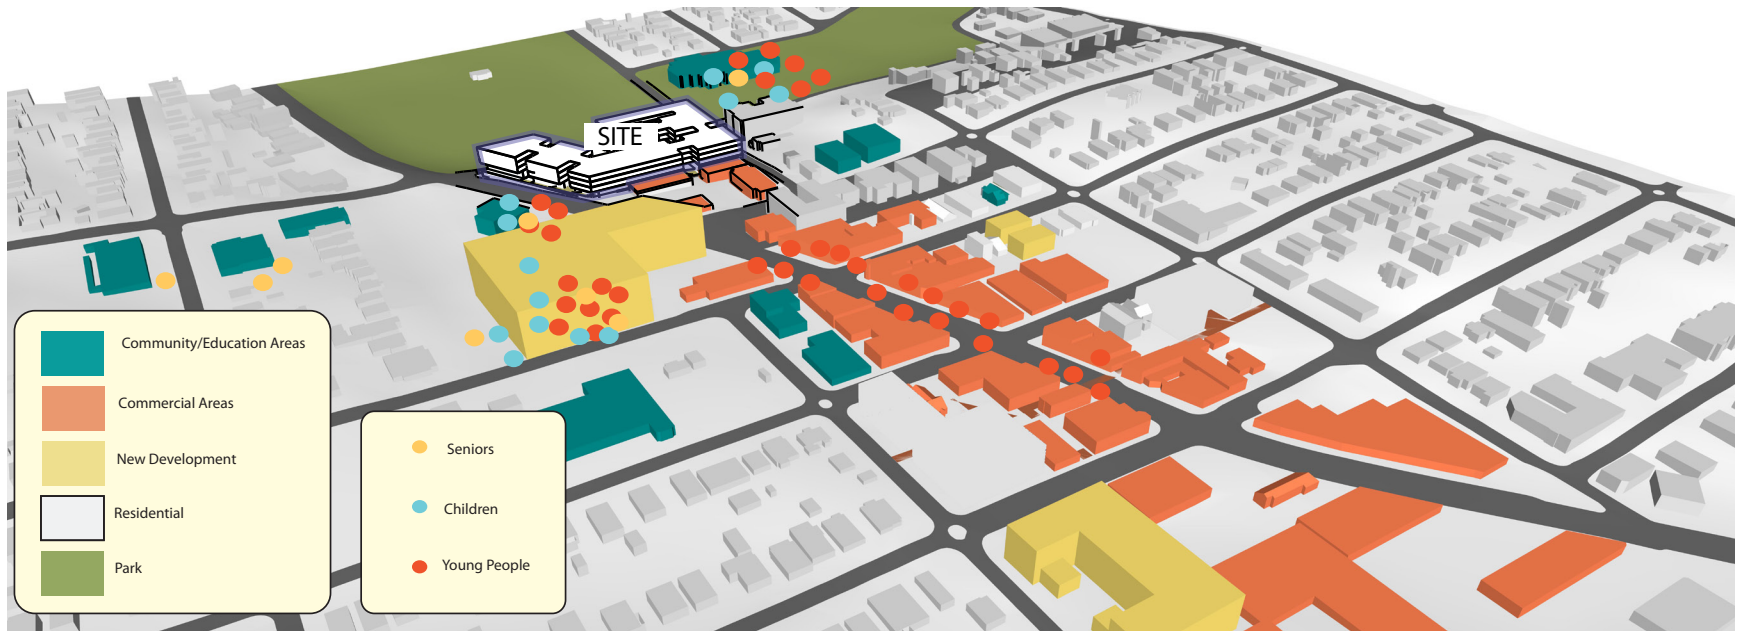 SITE
Community/Education Areas
Commercial Areas
New Development
Residential
Park
Seniors
Children
Young People